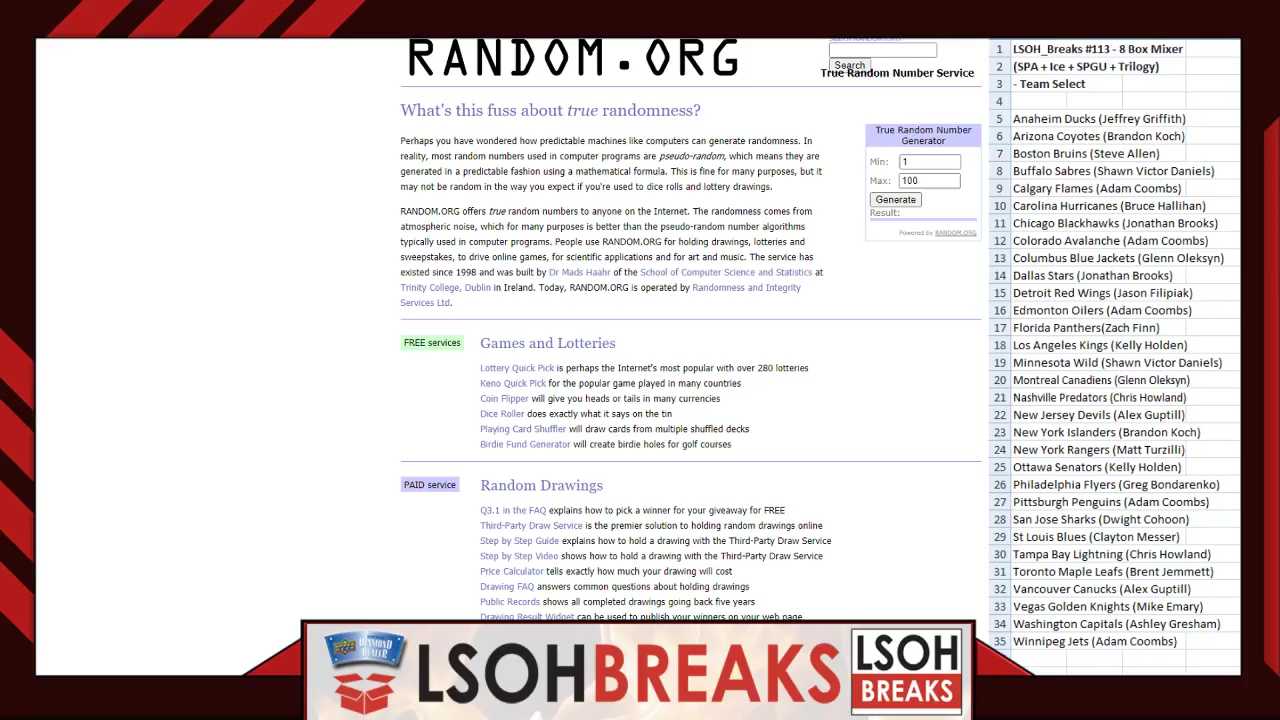 RANDOM.ORG
Search RANDOM.ORG
Search
True Random Number Service
What's this fuss about true randomness?
Perhaps you have wondered how predictable machines like computers can generate randomness. In
reality, most random numbers used in computer programs are pseudo-random, which means they are
generated in a predictable fashion using a mathematical formula. This is fine for many purposes, but it
may not be random in the way you expect if you're used to dice rolls and lottery drawings.
RANDOM.ORG offers true random numbers to anyone on the Internet. The randomness comes from
atmospheric noise, which for many purposes is better than the pseudo-random number algorithms
typically used in computer programs. People use RANDOM.ORG for holding drawings, lotteries and
sweepstakes, to drive online games, for scientific applications and for art and music. The service has
existed since 1998 and was built by Dr Mads Haahr of the School of Computer Science and Statistics at
Trinity College, Dublin in Ireland. Today, RANDOM.ORG is operated by Randomness and Integrity
Services Ltd.
True Random Number
Generator
Min: 1
Max: 100
Generate
Result:
Powered by RANDOM.ORG
FREE services
Games and Lotteries
Lottery Quick Pick is perhaps the Internet's most popular with over 280 lotteries
Keno Quick Pick for the popular game played in many countries
Coin Flipper will give you heads or tails in many currencies
Dice Roller does exactly what it says on the tin
Playing Card Shuffler will draw cards from multiple shuffled decks
Birdie Fund Generator will create birdie holes for golf courses
PAID service
Random Drawings
Q3.1 in the FAQ explains how to pick a winner for your giveaway for FREE
Third-Party Draw Service is the premier solution to holding random drawings online
Step by Step Guide explains how to hold a drawing with the Third-Party Draw Service
Step by Step Video shows how to hold a drawing with the Third-Party Draw Service
Price Calculator tells exactly how much your drawing will cost
Drawing FAQ answers common questions about holding drawings
Public Records shows all completed drawings going back five years
Drawing Result Widget can be used to publish your winners on your web page
1 LSOH_Breaks #113 - 8 Box Mixer
2 (SPA + Ice + SPGU + Trilogy)
3 - Team Select
4
5 Anaheim Ducks (Jeffrey Griffith)
6 Arizona Coyotes (Brandon Koch)
7 Boston Bruins (Steve Allen)
8 Buffalo Sabres (Shawn Victor Daniels)
9 Calgary Flames (Adam Coombs)
10 Carolina Hurricanes (Bruce Hallihan)
11 Chicago Blackhawks (Jonathan Brooks)
12 Colorado Avalanche (Adam Coombs)
13 Columbus Blue Jackets (Glenn Oleksyn)
14 Dallas Stars (Jonathan Brooks)
15 Detroit Red Wings (Jason Filipiak)
16 Edmonton Oilers (Adam Coombs)
17 Florida Panthers(Zach Finn)
18 Los Angeles Kings (Kelly Holden)
19 Minnesota Wild (Shawn Victor Daniels)
20 Montreal Canadiens (Glenn Oleksyn)
21 Nashville Predators (Chris Howland)
22 New Jersey Devils (Alex Guptill)
23 New York Islanders (Brandon Koch)
24 New York Rangers (Matt Turzilli)
25 Ottawa Senators (Kelly Holden)
26 Philadelphia Flyers (Greg Bondarenko)
27 Pittsburgh Penguins (Adam Coombs)
28 San Jose Sharks (Dwight Cohoon)
29 St Louis Blues (Clayton Messer)
30 Tampa Bay Lightning (Chris Howland)
31 Toronto Maple Leafs (Brent Jemmett)
32 Vancouver Canucks (Alex Guptill)
33 Vegas Golden Knights (Mike Emary)
34 Washington Capitals (Ashley Gresham)
35 Winnipeg Jets (Adam Coombs)
DIAMOND
DEALER
LSOHBREAKS
LSOH
BREAKS